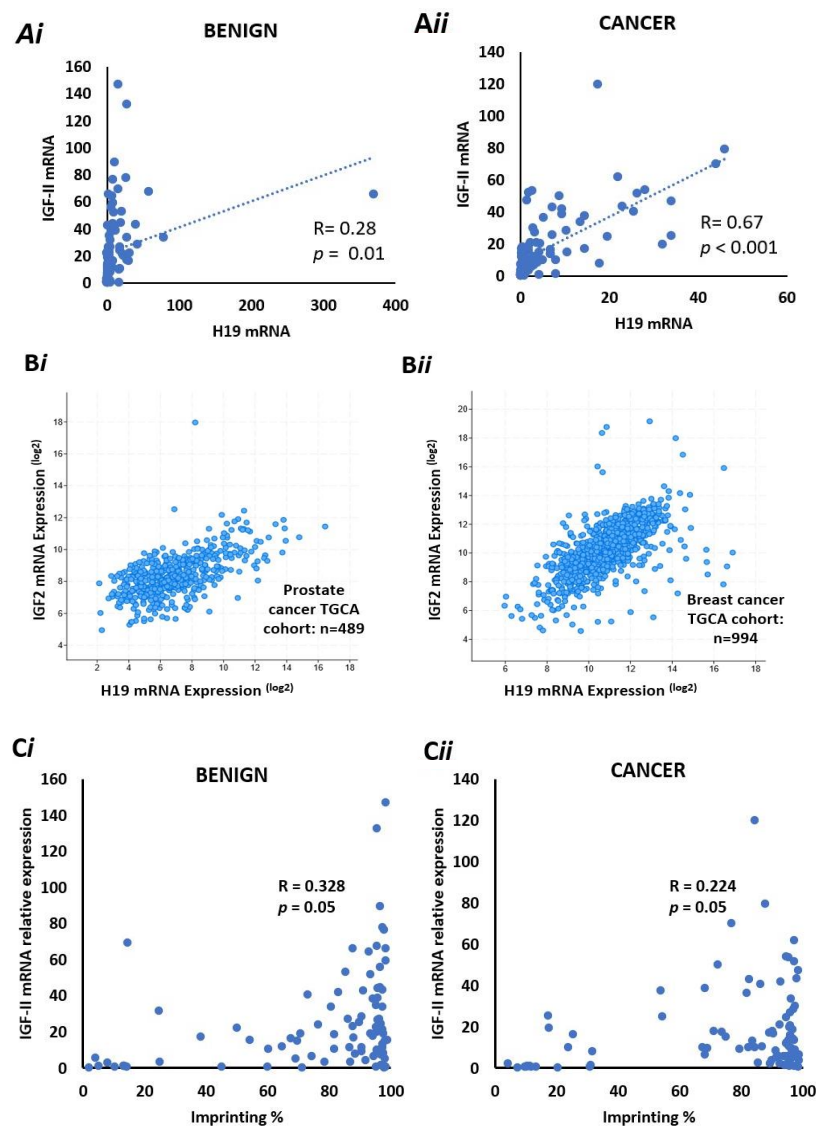 Ai
BENIGN
160
140
120
100
80
60
40
20
0
IGF-II mRNA
R= 0.28
p = 0.01
0 100 200 300 400
H19 mRNA
Aii
CANCER
140
120
100
80
60
40
20
0
IGF-II mRNA
R= 0.67
p < 0.001
0 20 40 60
H19 mRNA
Bi
18
16
14
12
10
8
6
4
IGF2 mRNA Expression (log2)
Prostate
cancer TGCA
cohort: n=489
2 4 6 8 10 12 14 16 18
H19 mRNA Expression (log2)
Bii
20
18
16
14
12
10
8
6
4
IGF2 mRNA Expression (log2)
Breast cancer
TGCA cohort:
n=994
6 8 10 12 14 16 18
H19 mRNA Expression (log2)
Ci
BENIGN
160
140
120
100
80
60
40
20
0
IGF-II mRNA relative expression
R = 0.328
p = 0.05
0 20 40 60 80 100
Imprinting %
Cii
CANCER
140
120
100
80
60
40
20
0
IGF-II mRNA relative expression
R = 0.224
p = 0.05
0 20 40 60 80 100
Imprinting %